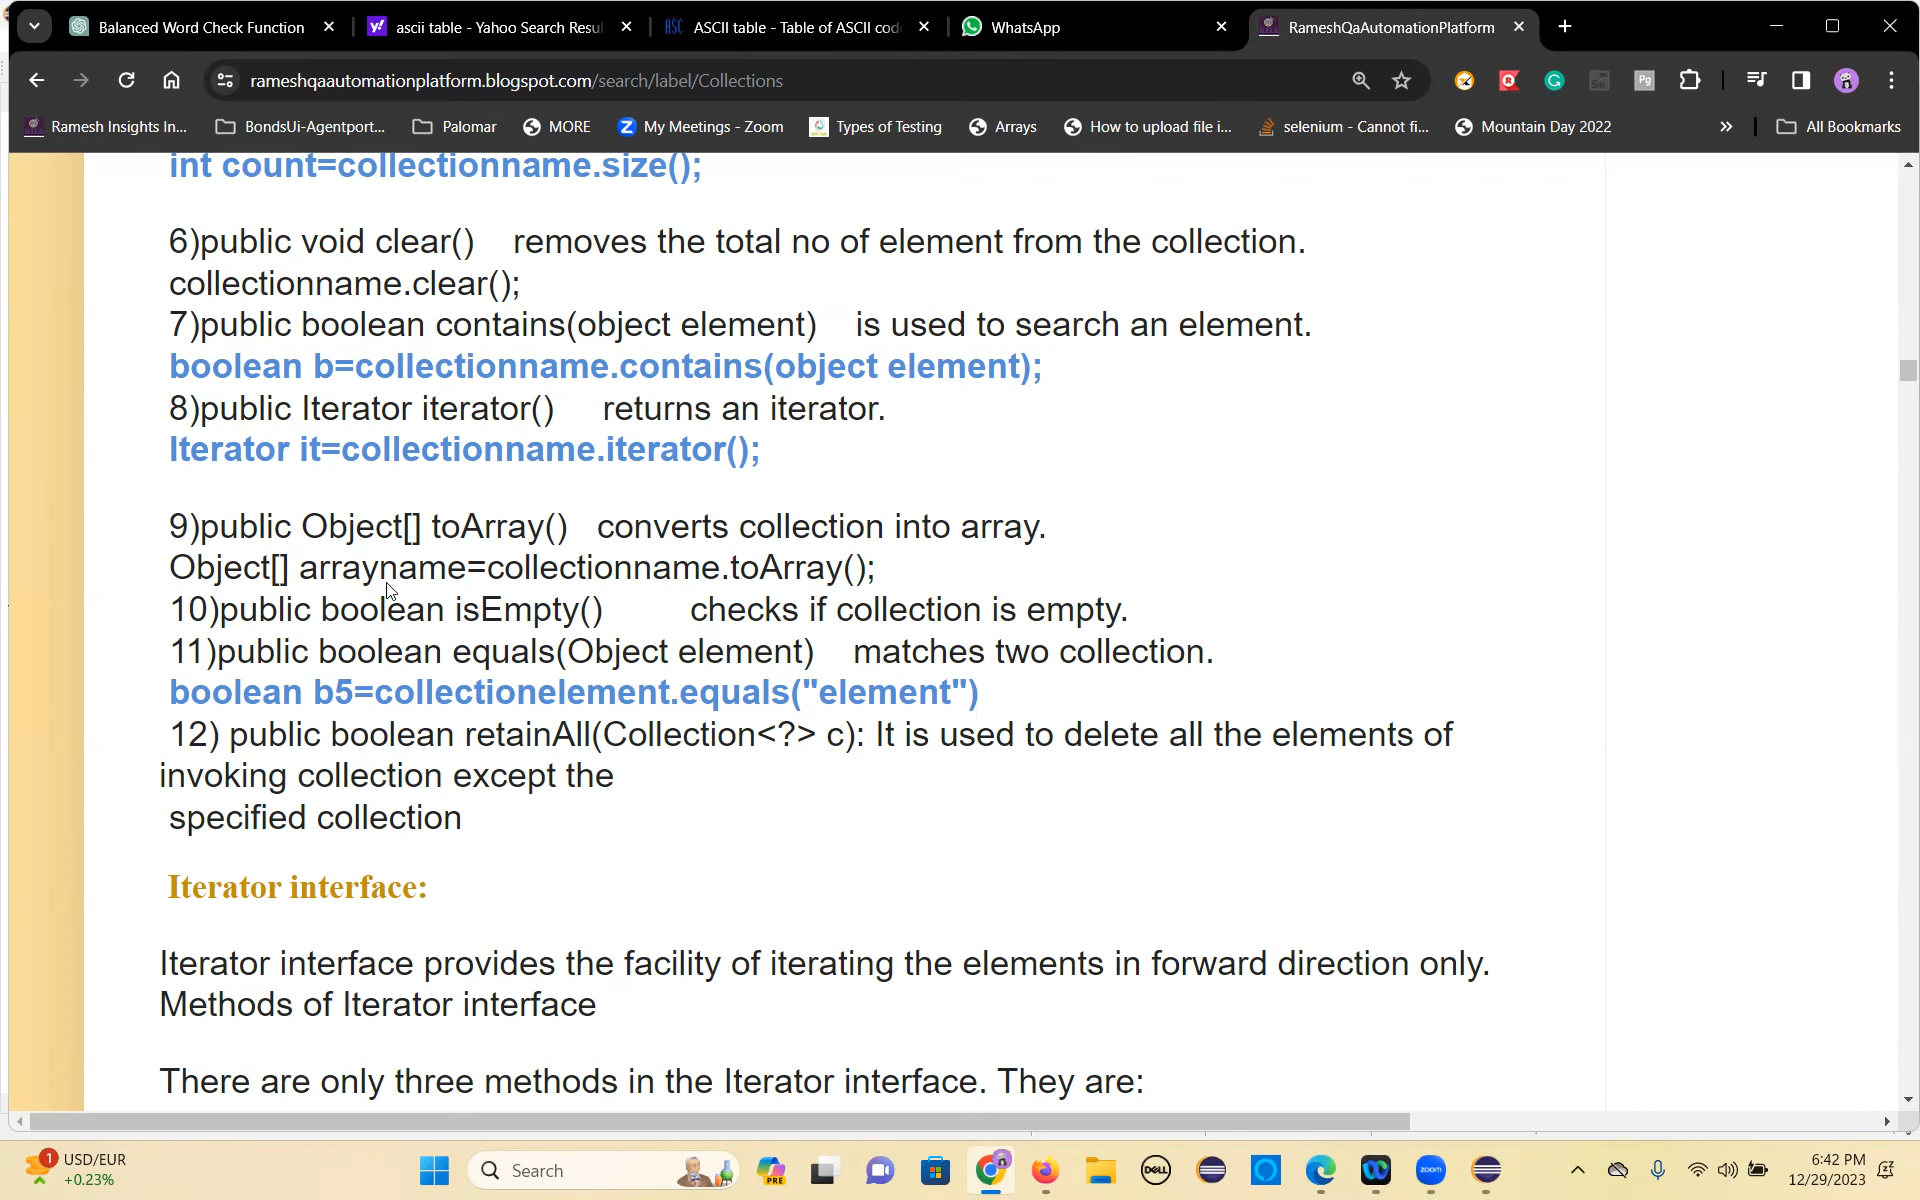 Balanced Word Check Function
ascii table - Yahoo Search Resu
ASCII table - Table of ASCII code
WhatsApp
RameshQaAutomationPlatform
rameshqaautomationplatform.blogspot.com/search/label/Collections
Ramesh Insights In...
BondsUi-Agentport...
Palomar
MORE
My Meetings - Zoom
Types of Testing
Arrays
How to upload file i...
selenium - Cannot fi...
Mountain Day 2022
All Bookmarks
int count=collectionname.size();
6)public void clear() removes the total no of element from the collection.
collectionname.clear();
7)public boolean contains(object element) is used to search an element.
boolean b=collectionname.contains(object element);
8)public Iterator iterator() returns an iterator.
Iterator it=collectionname.iterator();
9)public Object[] toArray() converts collection into array.
Object[] arrayname=collectionname.toArray();
10)public boolean isEmpty() checks if collection is empty.
11)public boolean equals(Object element) matches two collection.
boolean b5=collectionelement.equals("element")
12) public boolean retainAll(Collection<?> c): It is used to delete all the elements of
invoking collection except the
specified collection
Iterator interface:
Iterator interface provides the facility of iterating the elements in forward direction only.
Methods of Iterator interface
There are only three methods in the Iterator interface. They are:
1 USD/EUR
+0.23%
Search
PRE
DELL
zoom
6:42 PM
12/29/2023